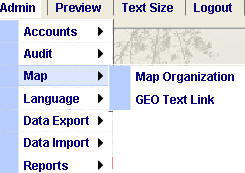 Admin Preview Text Size Logout
Accounts
Audit
Map Map Organization
Language GEO Text Link
Data Export
Data Import
Reports